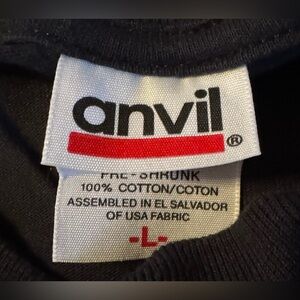 anvil®
PRE-SHRUNK
100% COTTON/COTON
ASSEMBLED IN EL SALVADOR
OF USA FABRIC
-L-